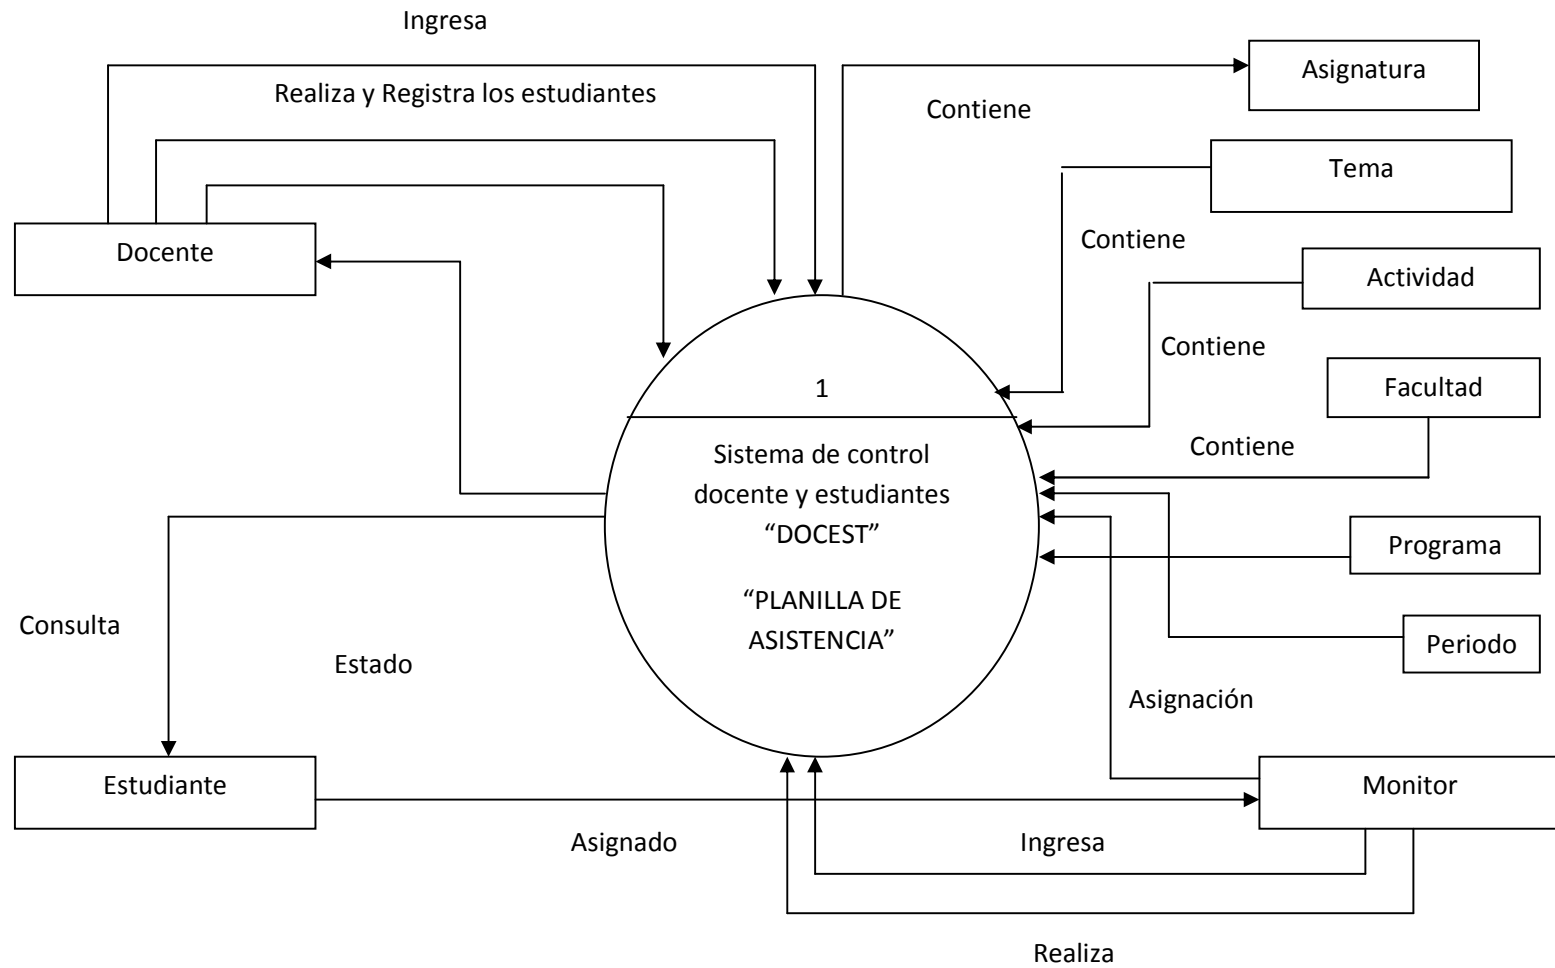 Ingresa
Asignatura
Realiza y Registra los estudiantes
Contiene
Tema
Docente
Contiene
Actividad
Contiene
1
Facultad
Contiene
Sistema de control
docente y estudiantes
“DOCEST”
“PLANILLA DE
ASISTENCIA”
Programa
Consulta
Estado
Periodo
Asignación
Estudiante
Monitor
Asignado
Ingresa
Realiza